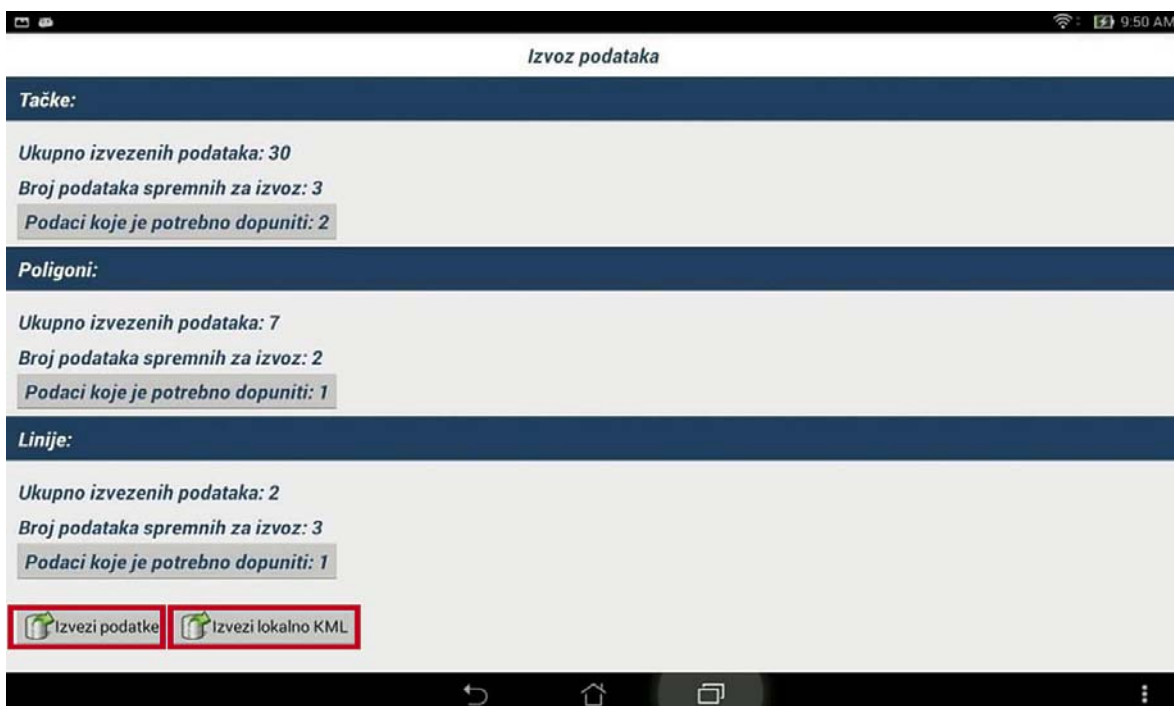 9:50 AM
Izvoz podataka
Tačke:
Ukupno izvezenih podataka: 30
Broj podataka spremnih za izvoz: 3
Podaci koje je potrebno dopuniti: 2
Poligoni:
Ukupno izvezenih podataka: 7
Broj podataka spremnih za izvoz: 2
Podaci koje je potrebno dopuniti: 1
Linije:
Ukupno izvezenih podataka: 2
Broj podataka spremnih za izvoz: 3
Podaci koje je potrebno dopuniti: 1
Izvezi podatke Izvezi lokalno KML